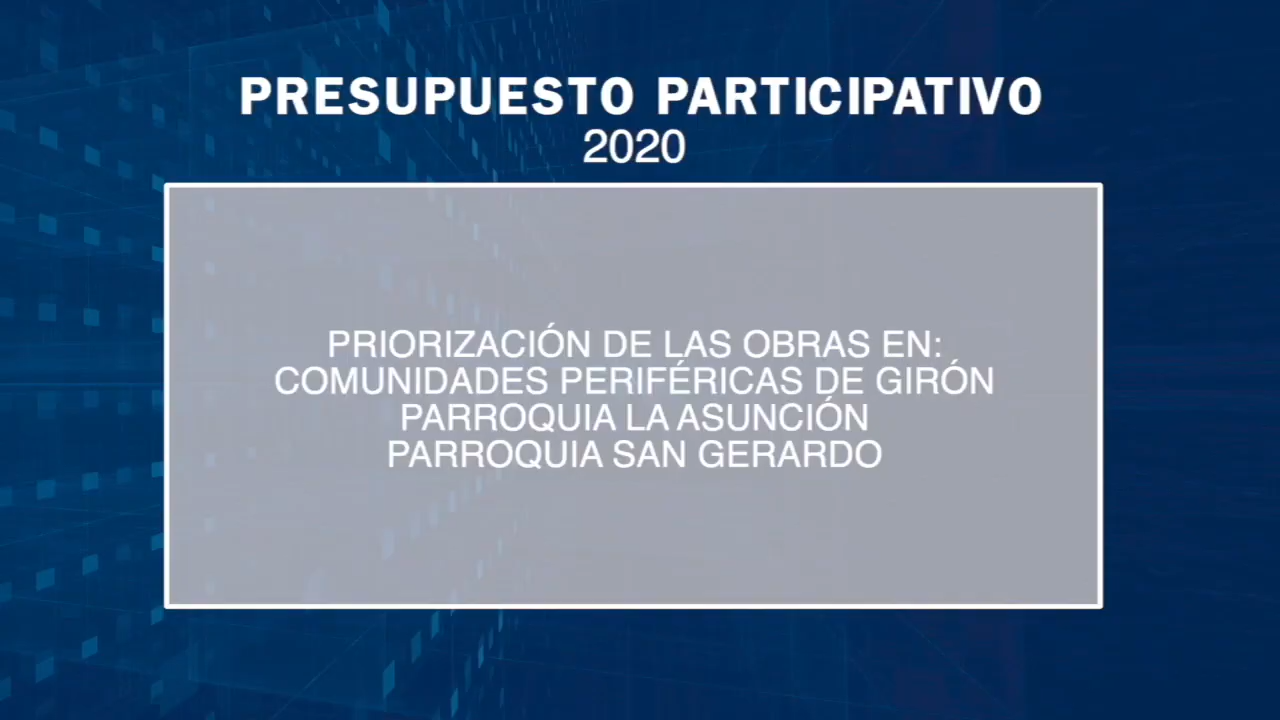 PRESUPUESTO PARTICIPATIVO
2020
PRIORIZACIÓN DE LAS OBRAS EN:
COMUNIDADES PERIFÉRICAS DE GIRÓN
PARROQUIA LA ASUNCIÓN
PARROQUIA SAN GERARDO